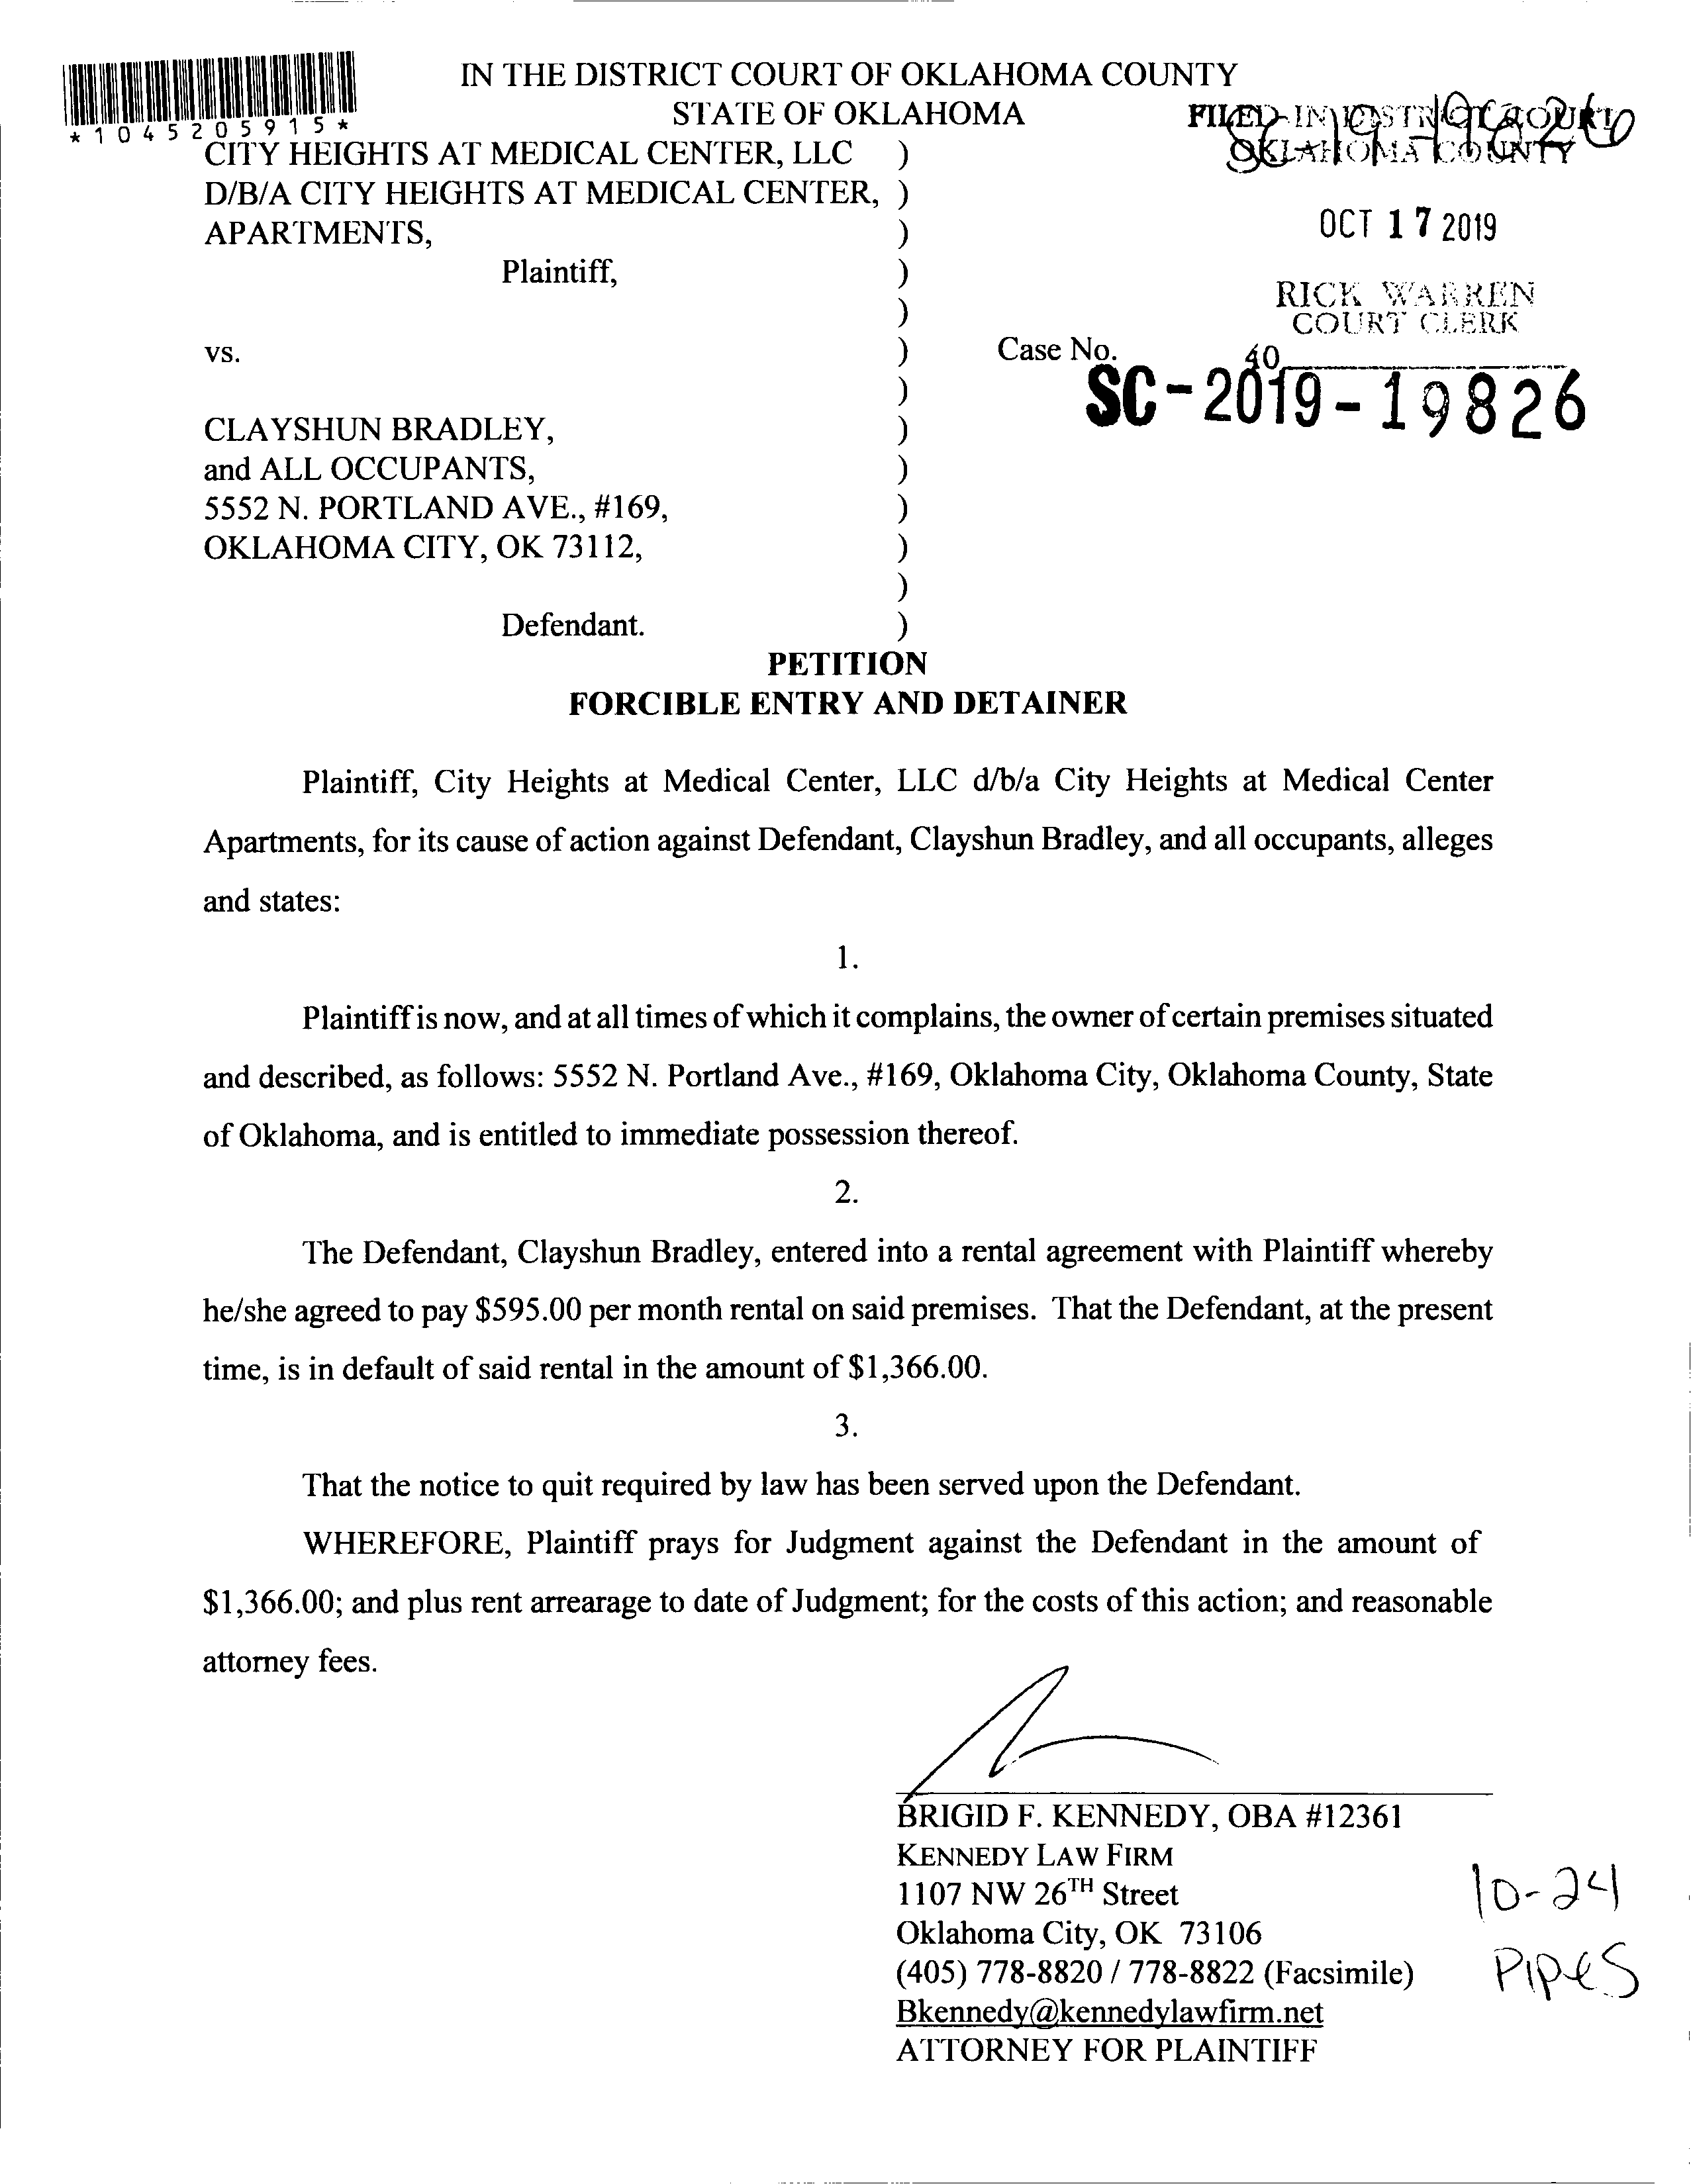 IN THE DISTRICT COURT OF OKLAHOMA COUNTY
STATE OF OKLAHOMA
*1045205915*
FILED IN DISTRICT COURT
OKLAHOMA COUNTY
SC-19-19826
CITY HEIGHTS AT MEDICAL CENTER, LLC )
D/B/A CITY HEIGHTS AT MEDICAL CENTER, )
APARTMENTS, )
OCT 17 2019
Plaintiff, )
)
RICK WARREN
COURT CLERK
vs. ) Case No.
40
)
SC-2019-19826
CLAYSHUN BRADLEY, )
and ALL OCCUPANTS, )
5552 N. PORTLAND AVE., #169, )
OKLAHOMA CITY, OK 73112, )
)
Defendant. )
PETITION
FORCIBLE ENTRY AND DETAINER
Plaintiff, City Heights at Medical Center, LLC d/b/a City Heights at Medical Center
Apartments, for its cause of action against Defendant, Clayshun Bradley, and all occupants, alleges
and states:
1.
Plaintiff is now, and at all times of which it complains, the owner of certain premises situated
and described, as follows: 5552 N. Portland Ave., #169, Oklahoma City, Oklahoma County, State
of Oklahoma, and is entitled to immediate possession thereof.
2.
The Defendant, Clayshun Bradley, entered into a rental agreement with Plaintiff whereby
he/she agreed to pay $595.00 per month rental on said premises. That the Defendant, at the present
time, is in default of said rental in the amount of $1,366.00.
3.
That the notice to quit required by law has been served upon the Defendant.
WHEREFORE, Plaintiff prays for Judgment against the Defendant in the amount of
$1,366.00; and plus rent arrearage to date of Judgment; for the costs of this action; and reasonable
attorney fees.
BRIGID F. KENNEDY, OBA #12361
KENNEDY LAW FIRM
1107 NW 26TH Street
Oklahoma City, OK 73106
(405) 778-8820 / 778-8822 (Facsimile)
Bkennedy@kennedylawfirm.net
ATTORNEY FOR PLAINTIFF
10-24
PIPES